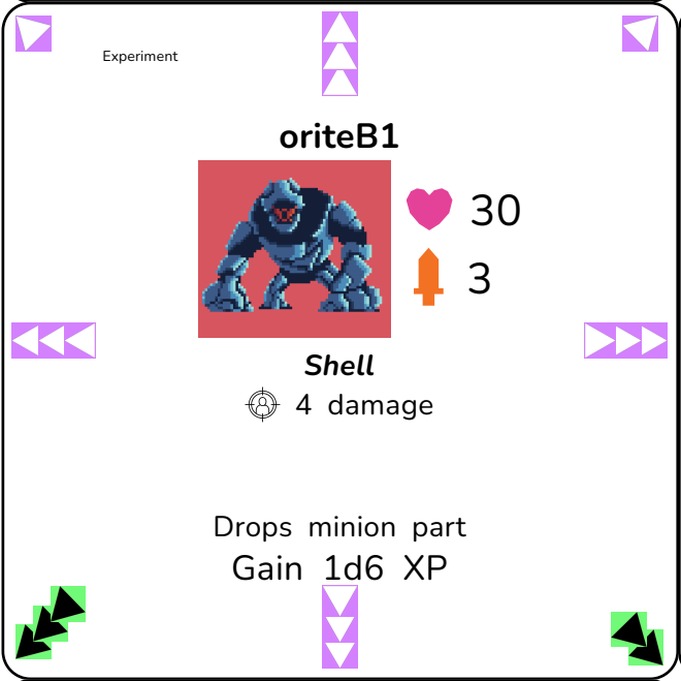 Experiment
oriteB1
30
3
Shell
4 damage
Drops minion part
Gain 1d6 XP